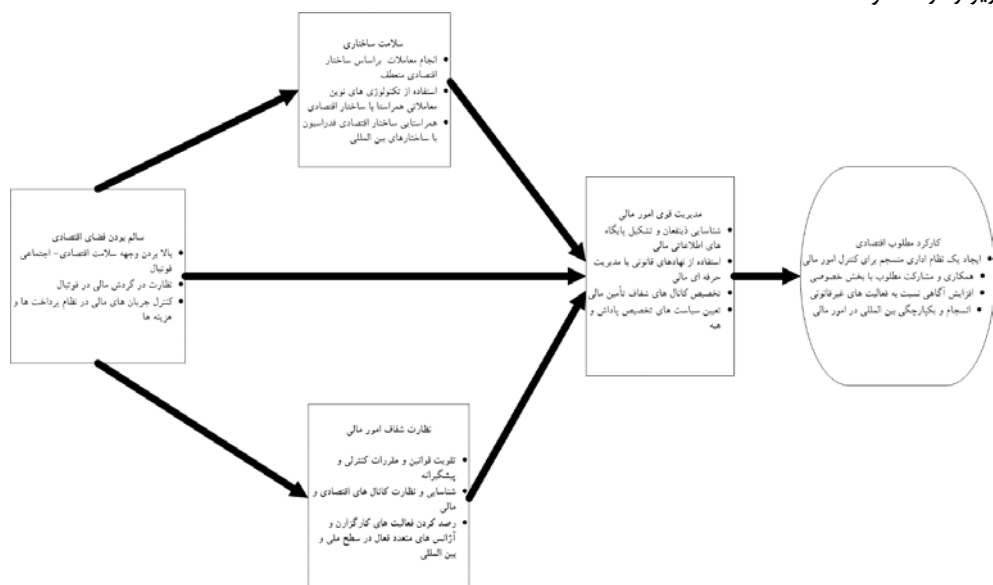 سلامت ساختاری
انجام معاملات براساس ساختار
اقتصادی منعطف
استفاده از تکنولوژی های نوین
معاملاتی همراستا با ساختار اقتصادی
همراستایی ساختار اقتصادی فدراسیون
با ساختارهای بین المللی
سالم بودن فضای اقتصادی
بالا بردن وجهه سلامت اقتصادی- اجتماعی
فوتبال
نظارت در گردش مالی در فوتبال
کنترل جریان های مالی در نظام پرداخت ها و
هزینه ها
نظارت شفاف امور مالی
تقویت قوانین و مقررات کنترلی و
پیشگیرانه
شناسایی و نظارت کانال های اقتصادی و
مالی
رصد کردن فعالیت های کارگزارن و
آژانس های متعدد فعال در سطح ملی و
بین المللی
مدیریت قوی امور مالی
شناسایی ذینفعان و تشکیل پایگاه
های اطلاعاتی مالی
استفاده از نهادهای قانونی با مدیریت
حرفه ای مالی
تخصیص کانال های شفاف تأمین مالی
تعیین سیاست های تخصیص پاداش و
هبه
کارکرد مطلوب اقتصادی
ایجاد یک نظام اداری منسجم برای کنترل امور مالی
همکاری و مشارکت مطلوب با بخش خصوصی
افزایش آگاهی نسبت به فعالیت های غیرقانونی
انسجام و یکپارچگی بین المللی در امور مالی